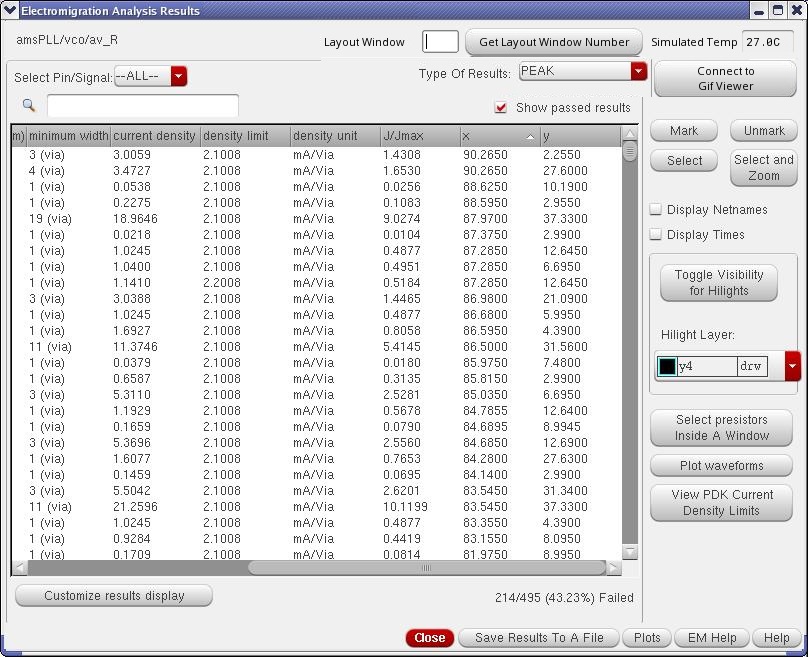 Electromigration Analysis Results
amsPLL/vco/av_R
Layout Window
Get Layout Window Number
Simulated Temp 27.0C
Select Pin/Signal: --ALL--
Type Of Results: PEAK
Connect to
Gif Viewer
Show passed results
m) minimum width current density density limit density unit J/Jmax x y
3 (via) 3.0059 2.1008 mA/Via 1.4308 90.2650 2.2550
4 (via) 3.4727 2.1008 mA/Via 1.6530 90.2650 27.6000
1 (via) 0.0538 2.1008 mA/Via 0.0256 88.6250 10.1900
1 (via) 0.2275 2.1008 mA/Via 0.1083 88.5950 2.9550
19 (via) 18.9646 2.1008 mA/Via 9.0274 87.9700 37.3300
1 (via) 0.0218 2.1008 mA/Via 0.0104 87.3750 2.9900
1 (via) 1.0245 2.1008 mA/Via 0.4877 87.2850 12.6450
1 (via) 1.0400 2.1008 mA/Via 0.4951 87.2850 6.6950
1 (via) 1.1410 2.2008 mA/Via 0.5184 87.2850 12.6450
3 (via) 3.0388 2.1008 mA/Via 1.4465 86.9800 21.0900
1 (via) 1.0245 2.1008 mA/Via 0.4877 86.6800 5.9950
1 (via) 1.6927 2.1008 mA/Via 0.8058 86.5950 4.3900
11 (via) 11.3746 2.1008 mA/Via 5.4145 86.5000 31.5600
1 (via) 0.0379 2.1008 mA/Via 0.0180 85.9750 7.4800
1 (via) 0.6587 2.1008 mA/Via 0.3135 85.8150 2.9900
3 (via) 5.3110 2.1008 mA/Via 2.5281 85.0350 6.6950
1 (via) 1.1929 2.1008 mA/Via 0.5678 84.7855 12.6400
1 (via) 0.1659 2.1008 mA/Via 0.0790 84.6895 8.9945
3 (via) 5.3696 2.1008 mA/Via 2.5560 84.6850 12.6900
1 (via) 1.6077 2.1008 mA/Via 0.7653 84.2800 27.6300
1 (via) 0.1459 2.1008 mA/Via 0.0695 84.1400 2.9900
3 (via) 5.5042 2.1008 mA/Via 2.6201 83.5450 31.3400
11 (via) 21.2596 2.1008 mA/Via 10.1199 83.5450 37.3300
1 (via) 1.0245 2.1008 mA/Via 0.4877 83.3550 4.3900
1 (via) 0.9284 2.1008 mA/Via 0.4419 83.1550 8.0950
1 (via) 0.1709 2.1008 mA/Via 0.0814 81.9750 8.9950
Mark Unmark
Select Select and
Zoom
Display Netnames
Display Times
Toggle Visibility
for Hilights
Hilight Layer:
y4 drw
Select presistors
Inside A Window
Plot waveforms
View PDK Current
Density Limits
Customize results display
214/495 (43.23%) Failed
Close Save Results To A File Plots EM Help Help